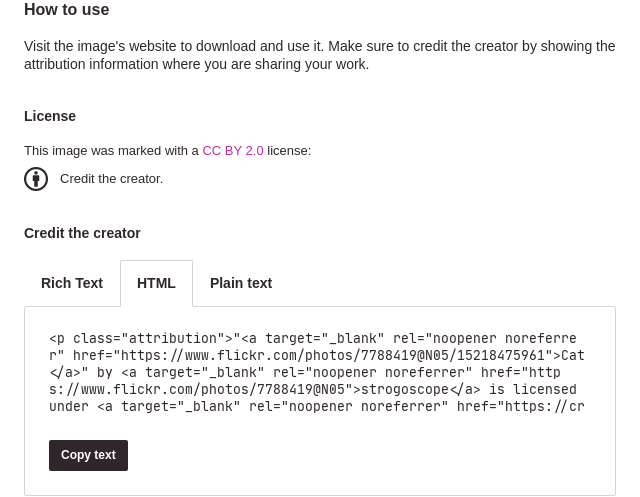 How to use
Visit the image's website to download and use it. Make sure to credit the creator by showing the
attribution information where you are sharing your work.
License
This image was marked with a CC BY 2.0 license:
Credit the creator.
Credit the creator
Rich Text HTML Plain text
<p class="attribution">"<a target="_blank" rel="noopener noreferre
r" href="https://www.flickr.com/photos/7788419@N05/15218475961">Cat
</a>" by <a target="_blank" rel="noopener noreferrer" href="http
s://www.flickr.com/photos/7788419@N05">strogoscope</a> is licensed
under <a target="_blank" rel="noopener noreferrer" href="https://cr
Copy text